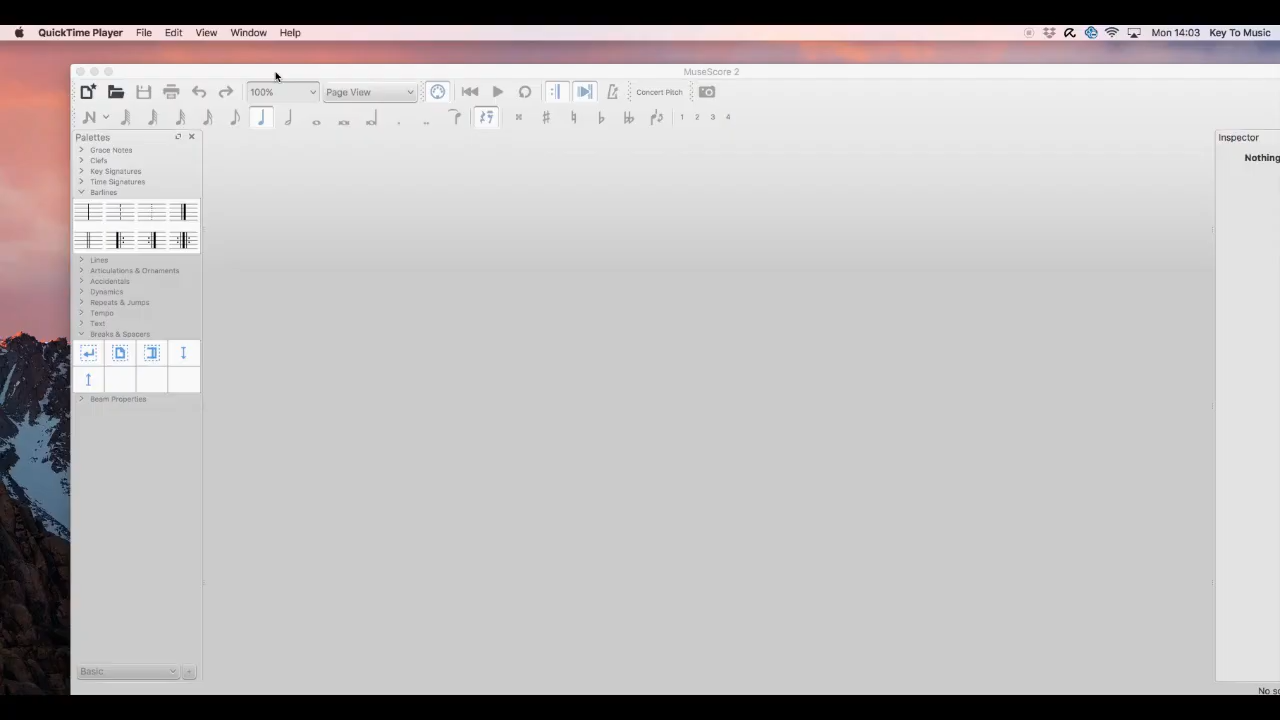 QuickTime Player File Edit View Window Help Mon 14:03 Key To Music
MuseScore 2
100% Page View Concert Pitch
1 2 3 4
Palettes
Grace Notes
Clefs
Key Signatures
Time Signatures
Barlines
Lines
Articulations & Ornaments
Accidentals
Dynamics
Repeats & Jumps
Tempo
Text
Breaks & Spacers
Beam Properties
Basic
Inspector
Nothing
No